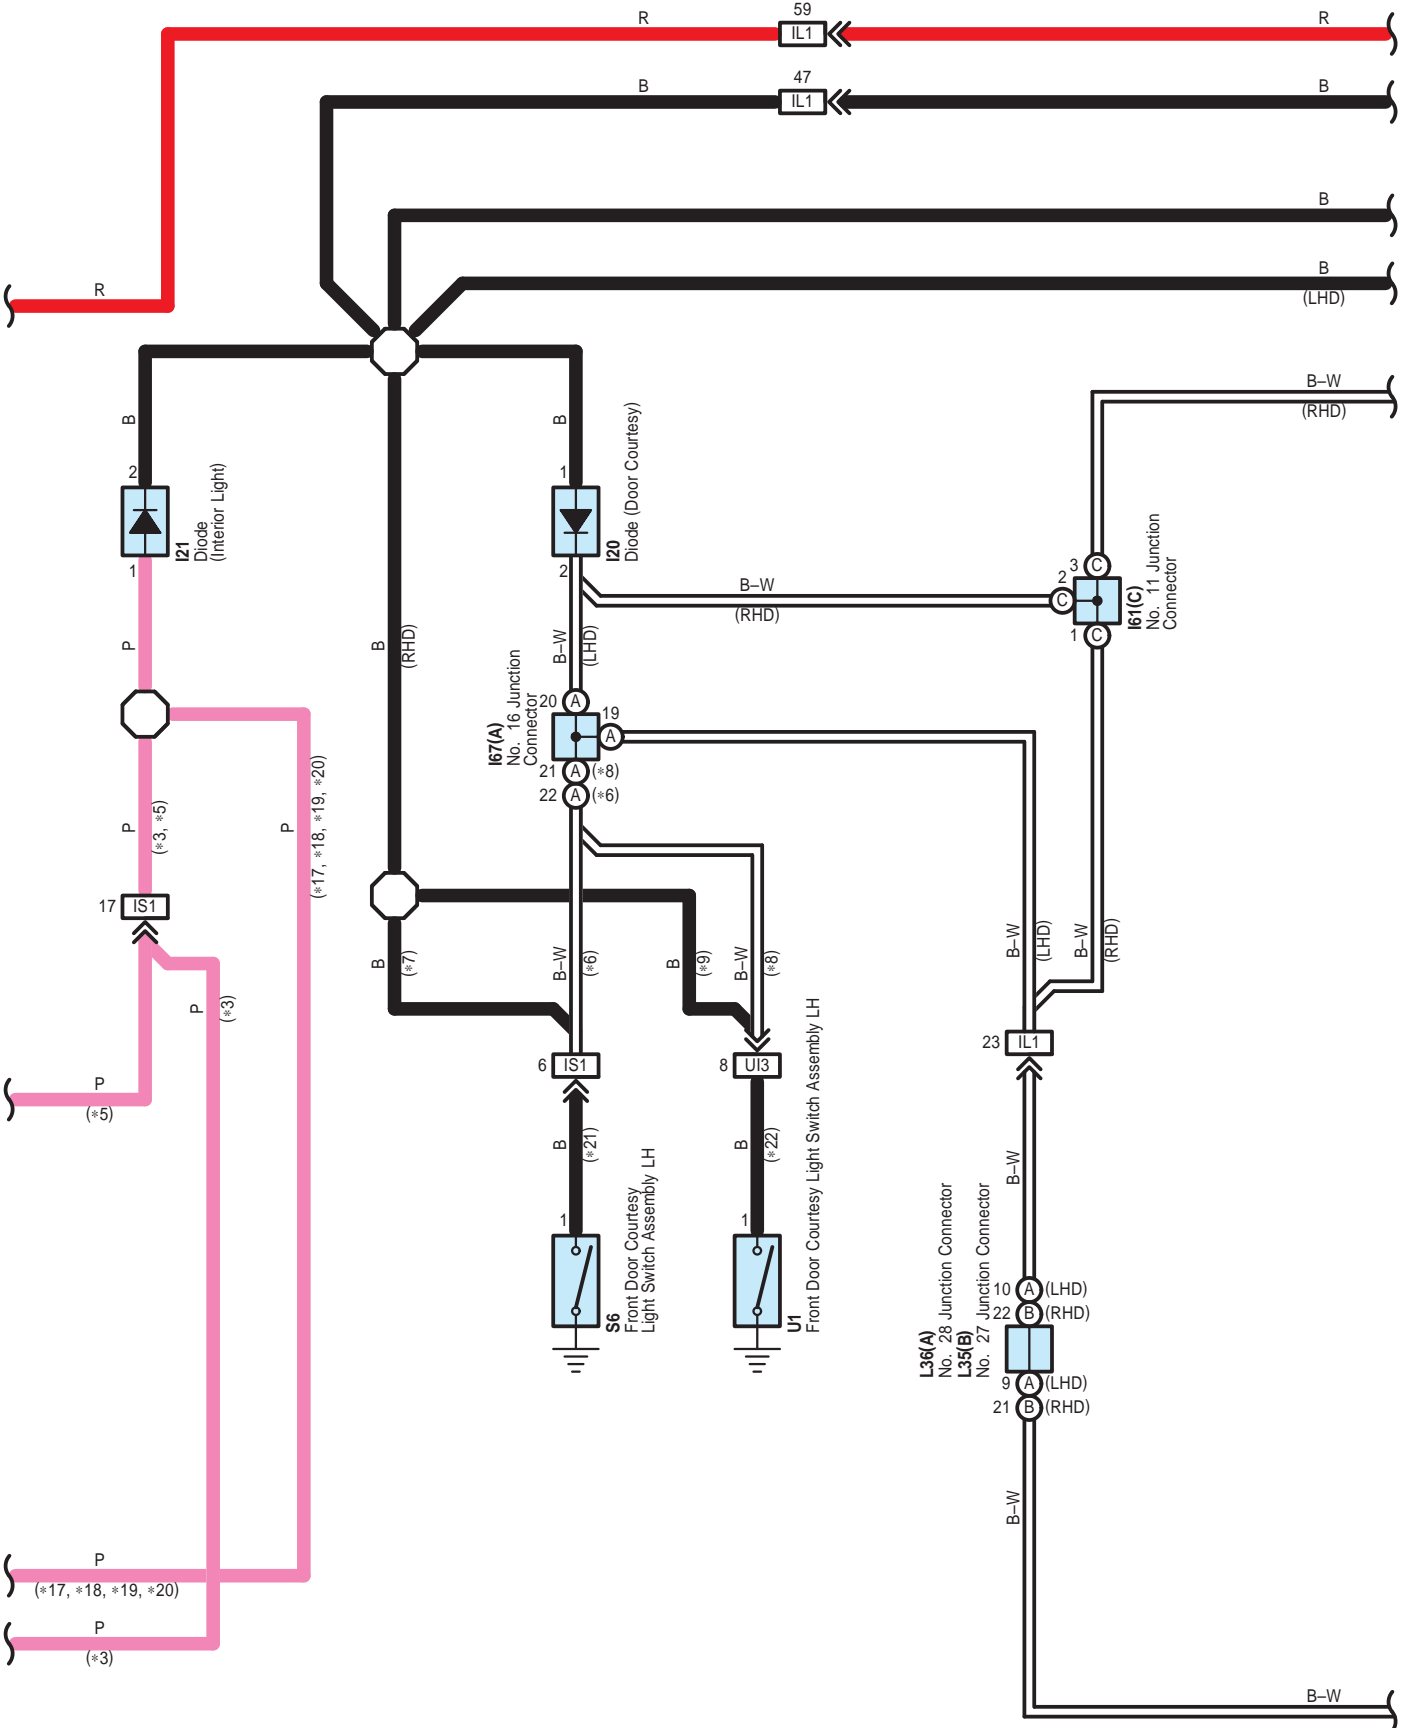 R
59
IL1
R
B
47
IL1
B
B
B
(LHD)
R
B–W
(RHD)
B
B
2
I21
Diode
(Interior Light)
1
1
I20
Diode (Door Courtesy)
2
B–W
(RHD)
3
C
2
C
1
C
I61(C)
No. 11 Junction
Connector
P
B
(RHD)
B–W
(LHD)
20
A
19
A
I67(A)
No. 16 Junction
Connector
21
A
(*8)
22
A
(*6)
P
(*3, *5)
P
(*17, *18, *19, *20)
17
IS1
P
(*3)
B
(*7)
B–W
(*6)
B
(*9)
B–W
(*8)
B–W
(LHD)
B–W
(RHD)
23
IL1
6
IS1
8
UI3
P
(*5)
B
(*21)
B
(*22)
B–W
1
S6
Front Door Courtesy
Light Switch Assembly LH
1
U1
Front Door Courtesy Light Switch Assembly LH
L36(A)
No. 28 Junction Connector
L35(B)
No. 27 Junction Connector
10
A
(LHD)
22
B
(RHD)
9
A
(LHD)
21
B
(RHD)
B–W
P
(*17, *18, *19, *20)
P
(*3)
B–W